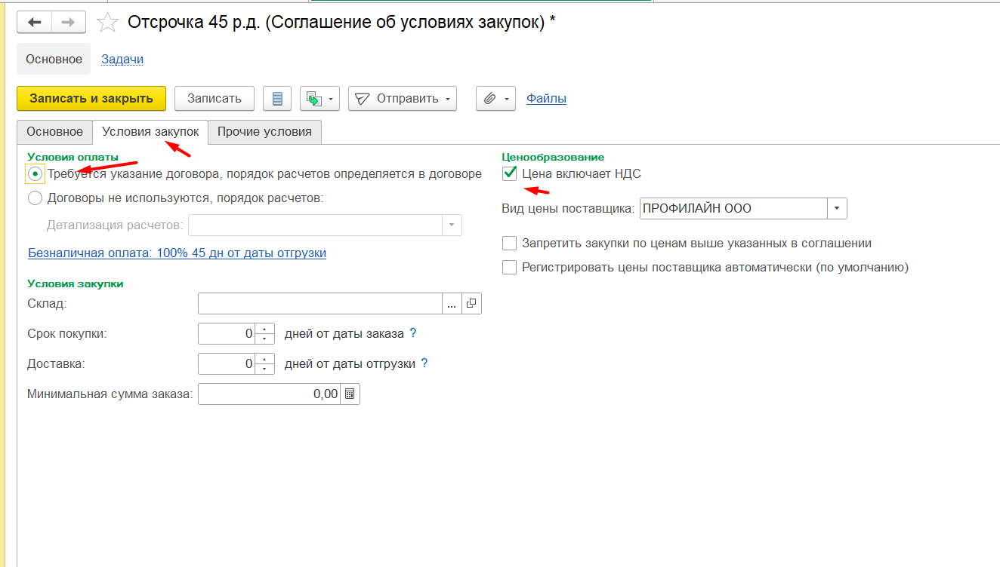 Отсрочка 45 р.д. (Соглашение об условиях закупок) *
Основное Задачи
Записать и закрыть Записать Отправить Файлы
Основное Условия закупок Прочие условия
Условия оплаты
Требуется указание договора, порядок расчетов определяется в договоре
Договоры не используются, порядок расчетов:
Детализация расчетов:
Безналичная оплата: 100% 45 дн от даты отгрузки
Условия закупки
Склад: ...
Срок покупки: 0 дней от даты заказа ?
Доставка: 0 дней от даты отгрузки ?
Минимальная сумма заказа: 0,00
Ценообразование
Цена включает НДС
Вид цены поставщика: ПРОФИЛАЙН ООО
Запретить закупки по ценам выше указанных в соглашении
Регистрировать цены поставщика автоматически (по умолчанию)